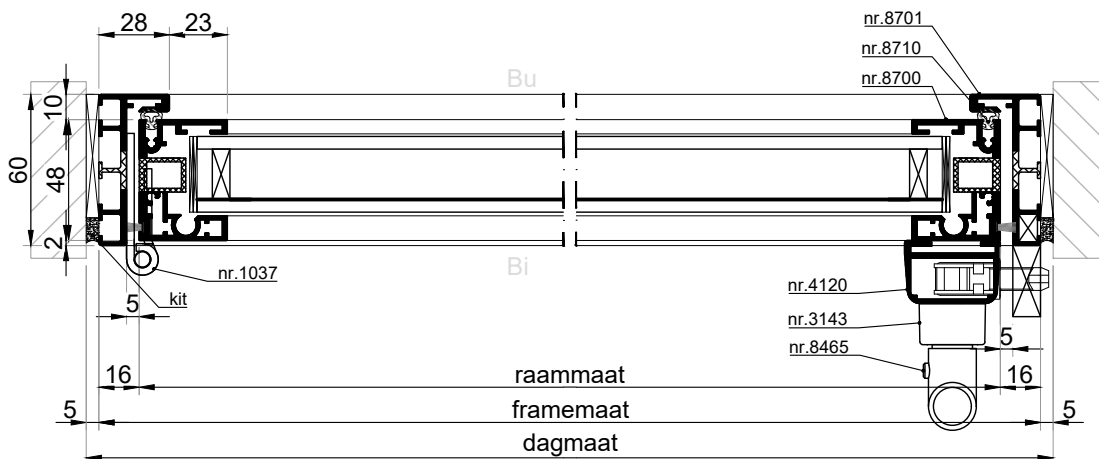 28
23
nr.8701
nr.8710
nr.8700
Bu
10
60
48
2
Bi
nr.1037
kit
5
nr.4120
nr.3143
nr.8465
5
16
raammaat
16
5
framemaat
5
dagmaat